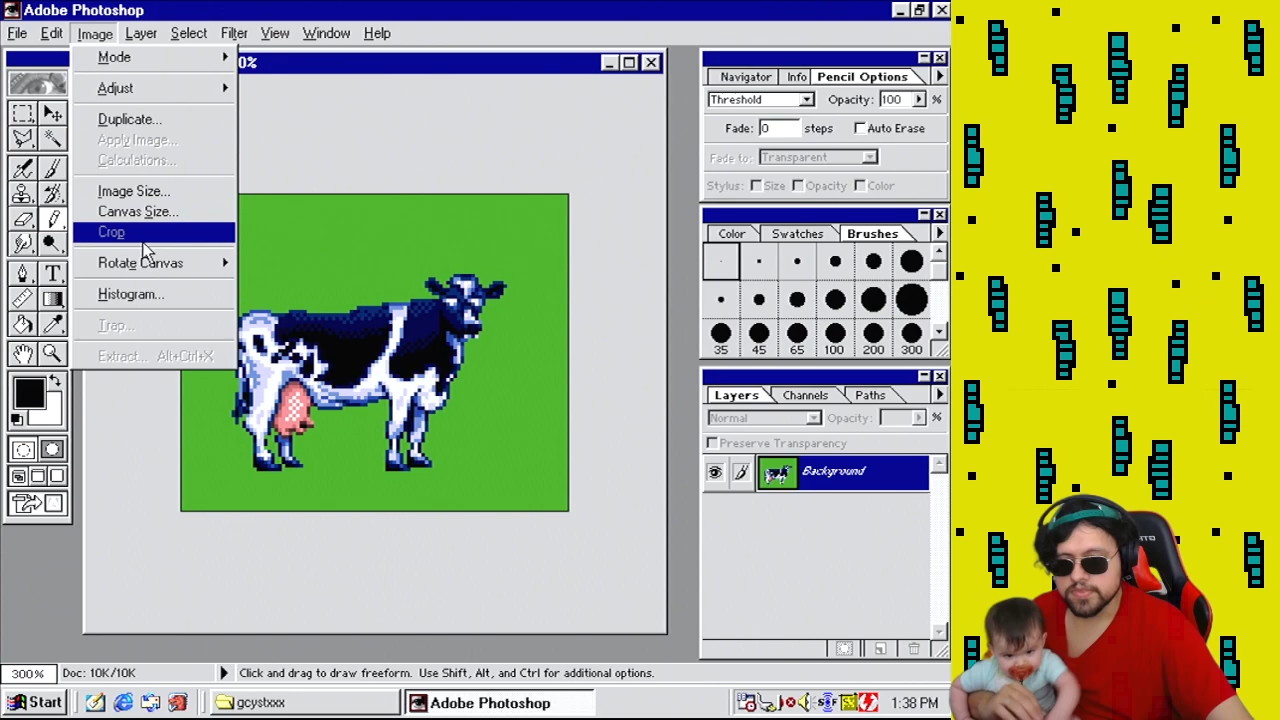 Adobe Photoshop
File Edit Image Layer Select Filter View Window Help
0%
Mode
Adjust
Duplicate...
Apply Image...
Calculations...
Image Size...
Canvas Size...
Crop
Rotate Canvas
Histogram...
Trap...
Extract... Alt+Ctrl+X
Navigator Info Pencil Options
Threshold Opacity: 100 %
Fade: 0 steps Auto Erase
Fade to: Transparent
Stylus: Size Opacity Color
Color Swatches Brushes
35 45 65 100 200 300
Layers Channels Paths
Normal Opacity: %
Preserve Transparency
Background
300% Doc: 10K/10K Click and drag to draw freeform. Use Shift, Alt, and Ctrl for additional options.
Start gcystxxx Adobe Photoshop 1:38 PM